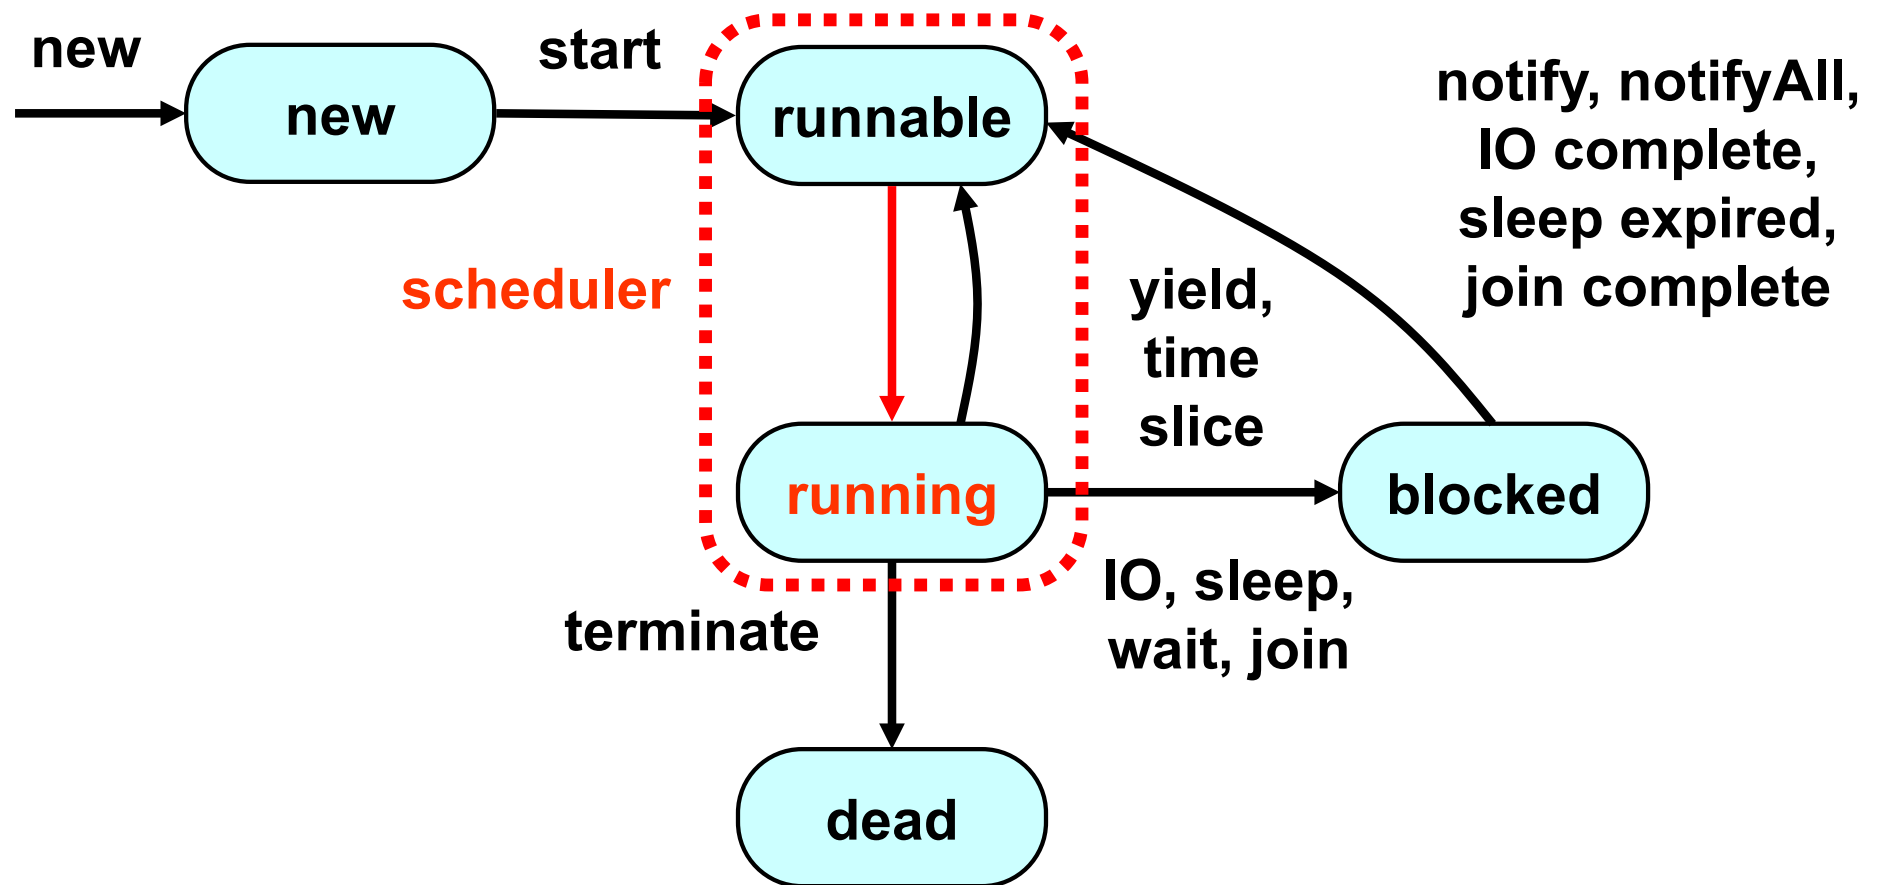 new
start
new
runnable
notify, notifyAll,
IO complete,
sleep expired,
join complete
scheduler
yield,
time
slice
running
blocked
IO, sleep,
wait, join
terminate
dead